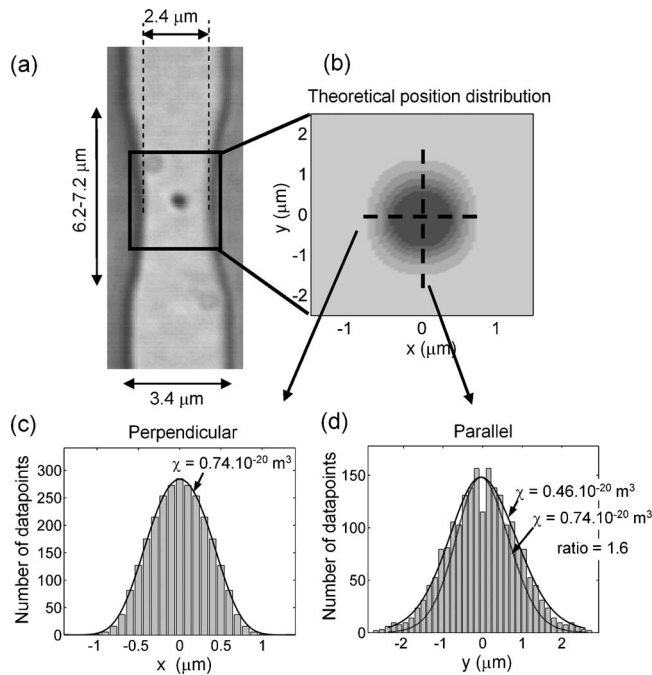 2.4 μm
(a)
(b)
Theoretical position distribution
6.2-7.2 μm
y (μm)
2
1
0
-1
-2
-1
0
1
x (μm)
3.4 μm
(c)
Perpendicular
Number of datapoints
300
250
200
150
100
50
0
χ = 0.74.10⁻²⁰ m³
-1
-0.5
0
0.5
1
x (μm)
(d)
Parallel
Number of datapoints
150
100
50
0
χ = 0.46.10⁻²⁰ m³
χ = 0.74.10⁻²⁰ m³
ratio = 1.6
-2
-1
0
1
2
y (μm)